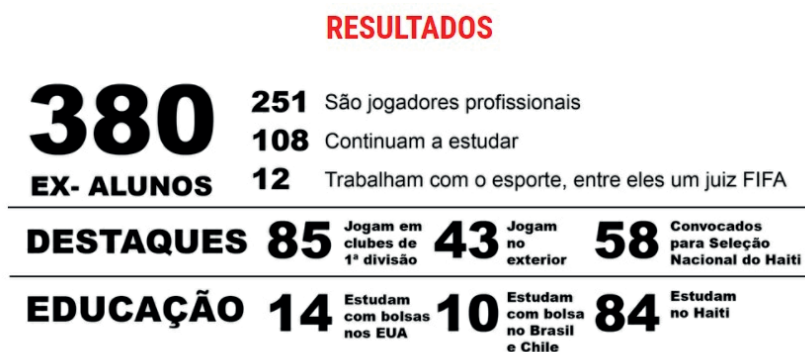 RESULTADOS
380
EX- ALUNOS
251 São jogadores profissionais
108 Continuam a estudar
12 Trabalham com o esporte, entre eles um juiz FIFA
DESTAQUES
85
Jogam em
clubes de
1ª divisão
43
Jogam
no
exterior
58
Convocados
para Seleção
Nacional do Haiti
EDUCAÇÃO
14
Estudam
com bolsas
nos EUA
10
Estudam
com bolsa
no Brasil
e Chile
84
Estudam
no Haiti